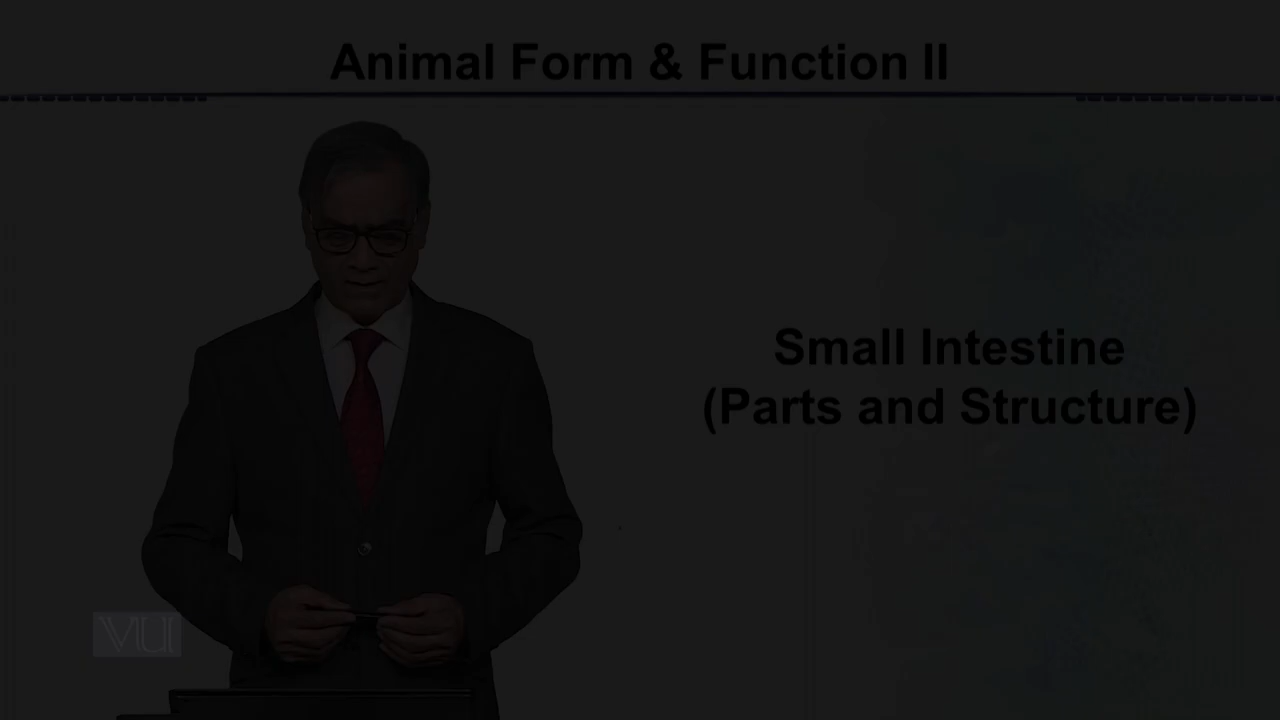 Animal Form & Function II
Small Intestine
(Parts and Structure)
VU